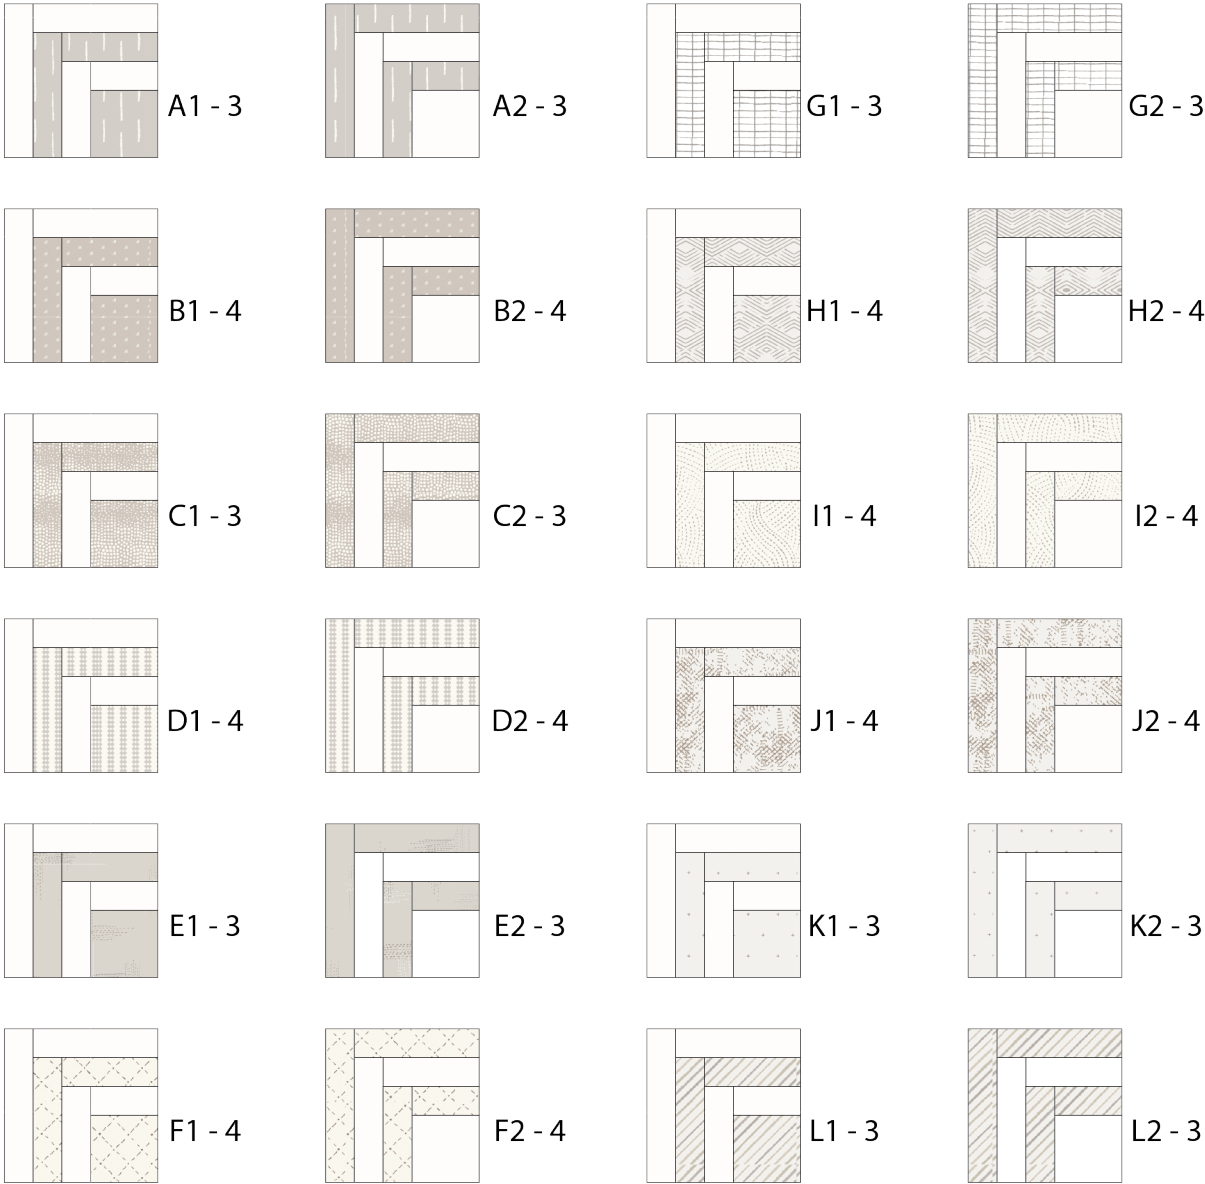 A1 - 3
A2 - 3
G1 - 3
G2 - 3
B1 - 4
B2 - 4
H1 - 4
H2 - 4
C1 - 3
C2 - 3
I1 - 4
I2 - 4
D1 - 4
D2 - 4
J1 - 4
J2 - 4
E1 - 3
E2 - 3
K1 - 3
K2 - 3
F1 - 4
F2 - 4
L1 - 3
L2 - 3